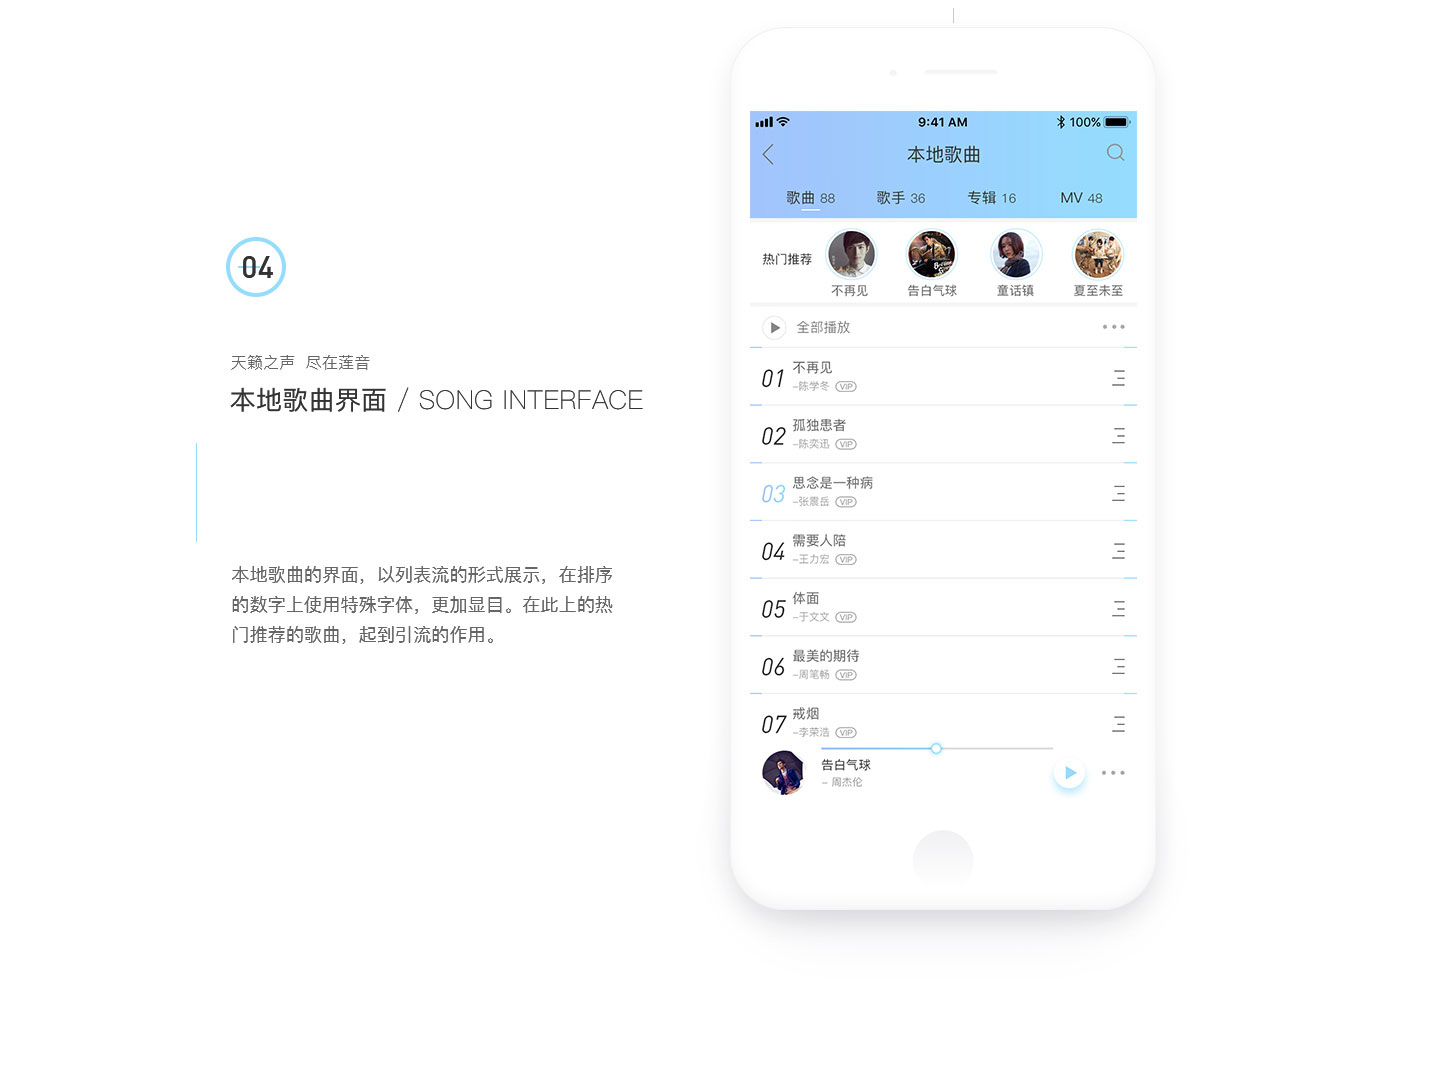 04
天籁之声 尽在莲音
本地歌曲界面 / SONG INTERFACE
本地歌曲的界面，以列表流的形式展示，在排序
的数字上使用特殊字体，更加显目。在此上的热
门推荐的歌曲，起到引流的作用。
9:41 AM
100%
本地歌曲
歌曲 88 歌手 36 专辑 16 MV 48
热门推荐
不再见 告白气球 童话镇 夏至未至
全部播放
01 不再见
–陈学冬 VIP
02 孤独患者
–陈奕迅 VIP
03 思念是一种病
–张震岳 VIP
04 需要人陪
–王力宏 VIP
05 体面
–于文文 VIP
06 最美的期待
–周笔畅 VIP
07 戒烟
–李荣浩 VIP
告白气球
– 周杰伦